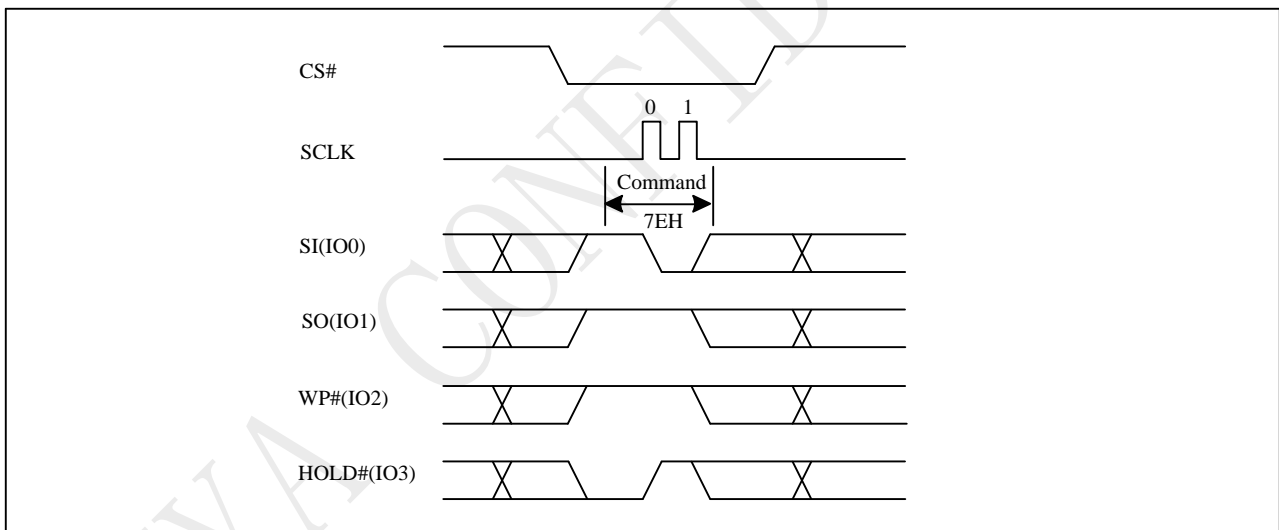 CS#
0 1
SCLK
Command
7EH
SI(IO0)
SO(IO1)
WP#(IO2)
HOLD#(IO3)